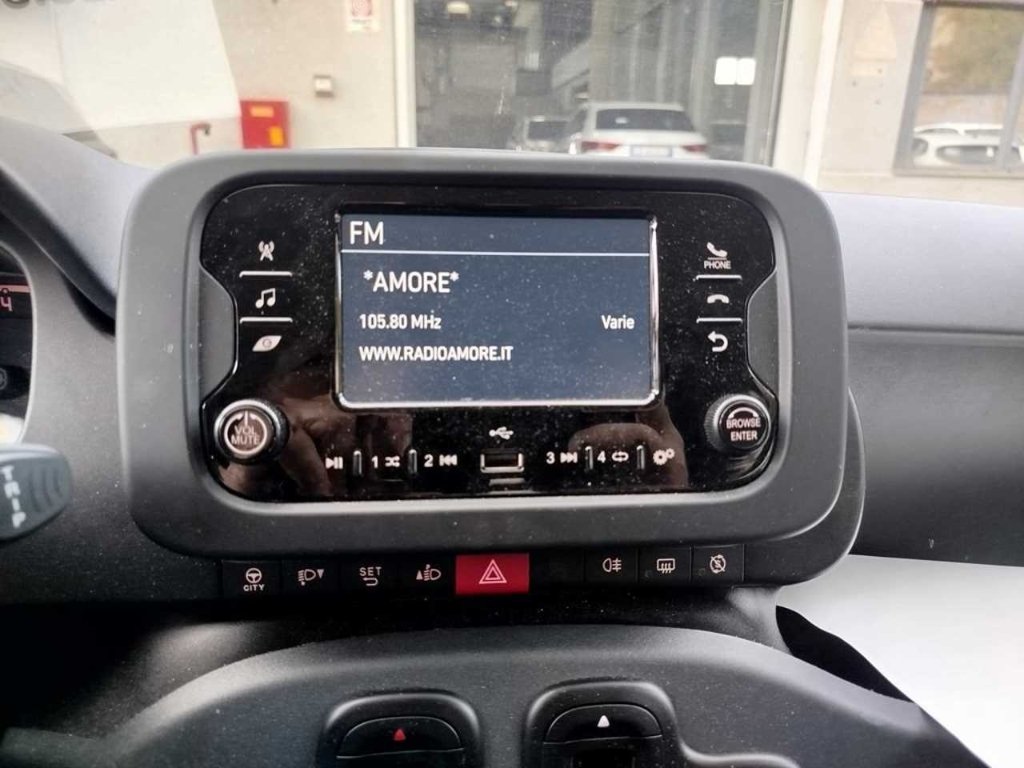 FM
*AMORE*
105.80 MHz Varie
WWW.RADIOAMORE.IT
PHONE
VOL
MUTE
BROWSE
ENTER
1 2 3 4
TRIP
CITY
SET